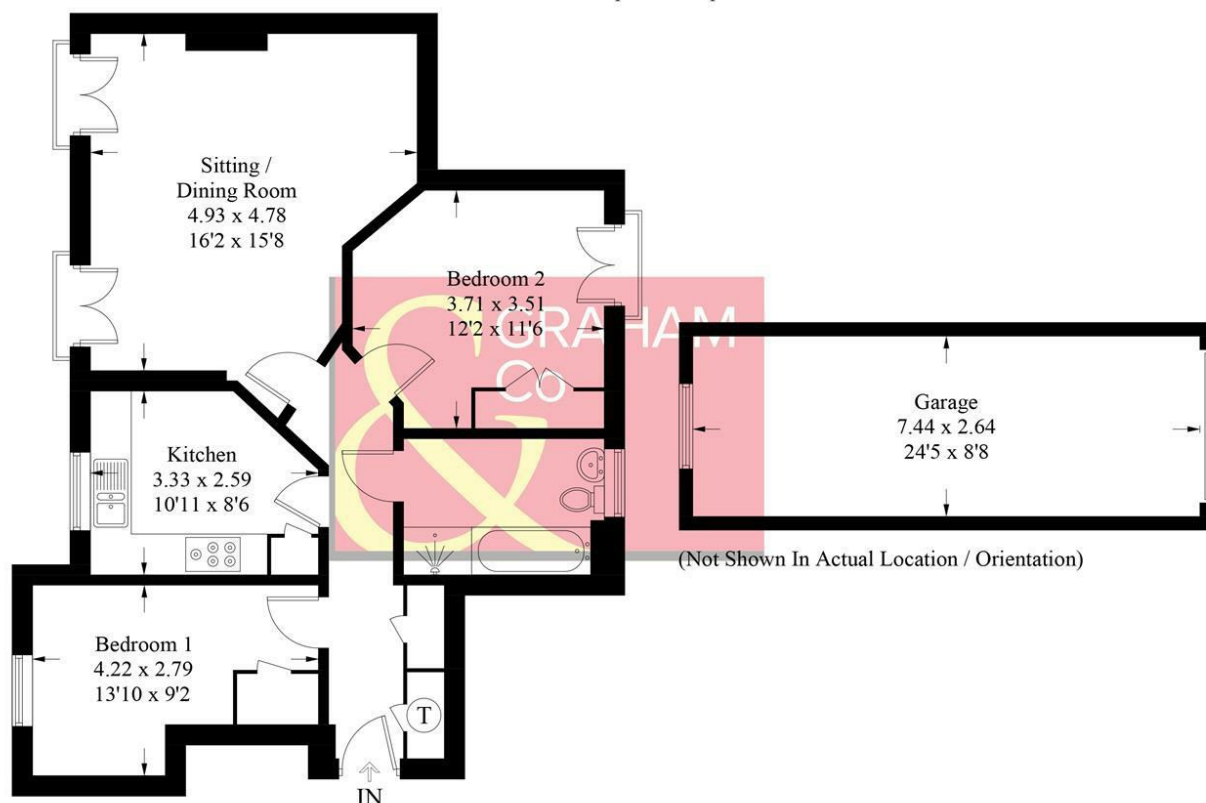 Sitting /
Dining Room
4.93 x 4.78
16'2 x 15'8
Bedroom 2
3.71 x 3.51
12'2 x 11'6
& GRAHAM
Co
Garage
7.44 x 2.64
24'5 x 8'8
Kitchen
3.33 x 2.59
10'11 x 8'6
(Not Shown In Actual Location / Orientation)
Bedroom 1
4.22 x 2.79
13'10 x 9'2
T
IN